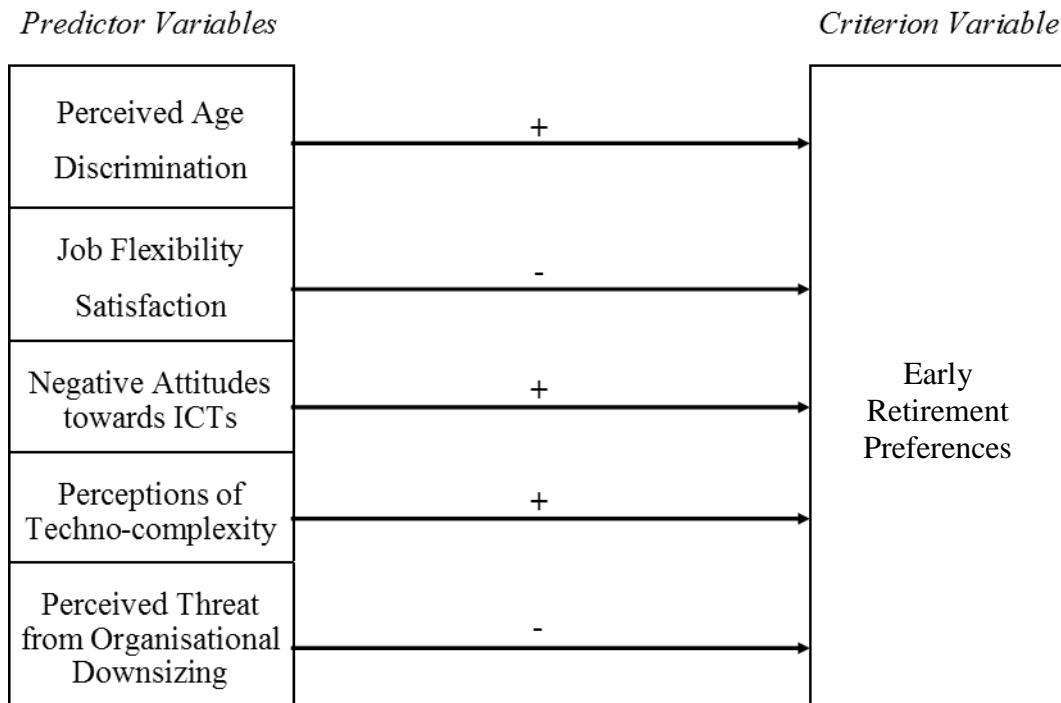 Predictor Variables
Criterion Variable
Perceived Age
Discrimination
+
Job Flexibility
Satisfaction
-
Negative Attitudes
towards ICTs
+
Perceptions of
Techno-complexity
+
Perceived Threat
from Organisational
Downsizing
-
Early
Retirement
Preferences